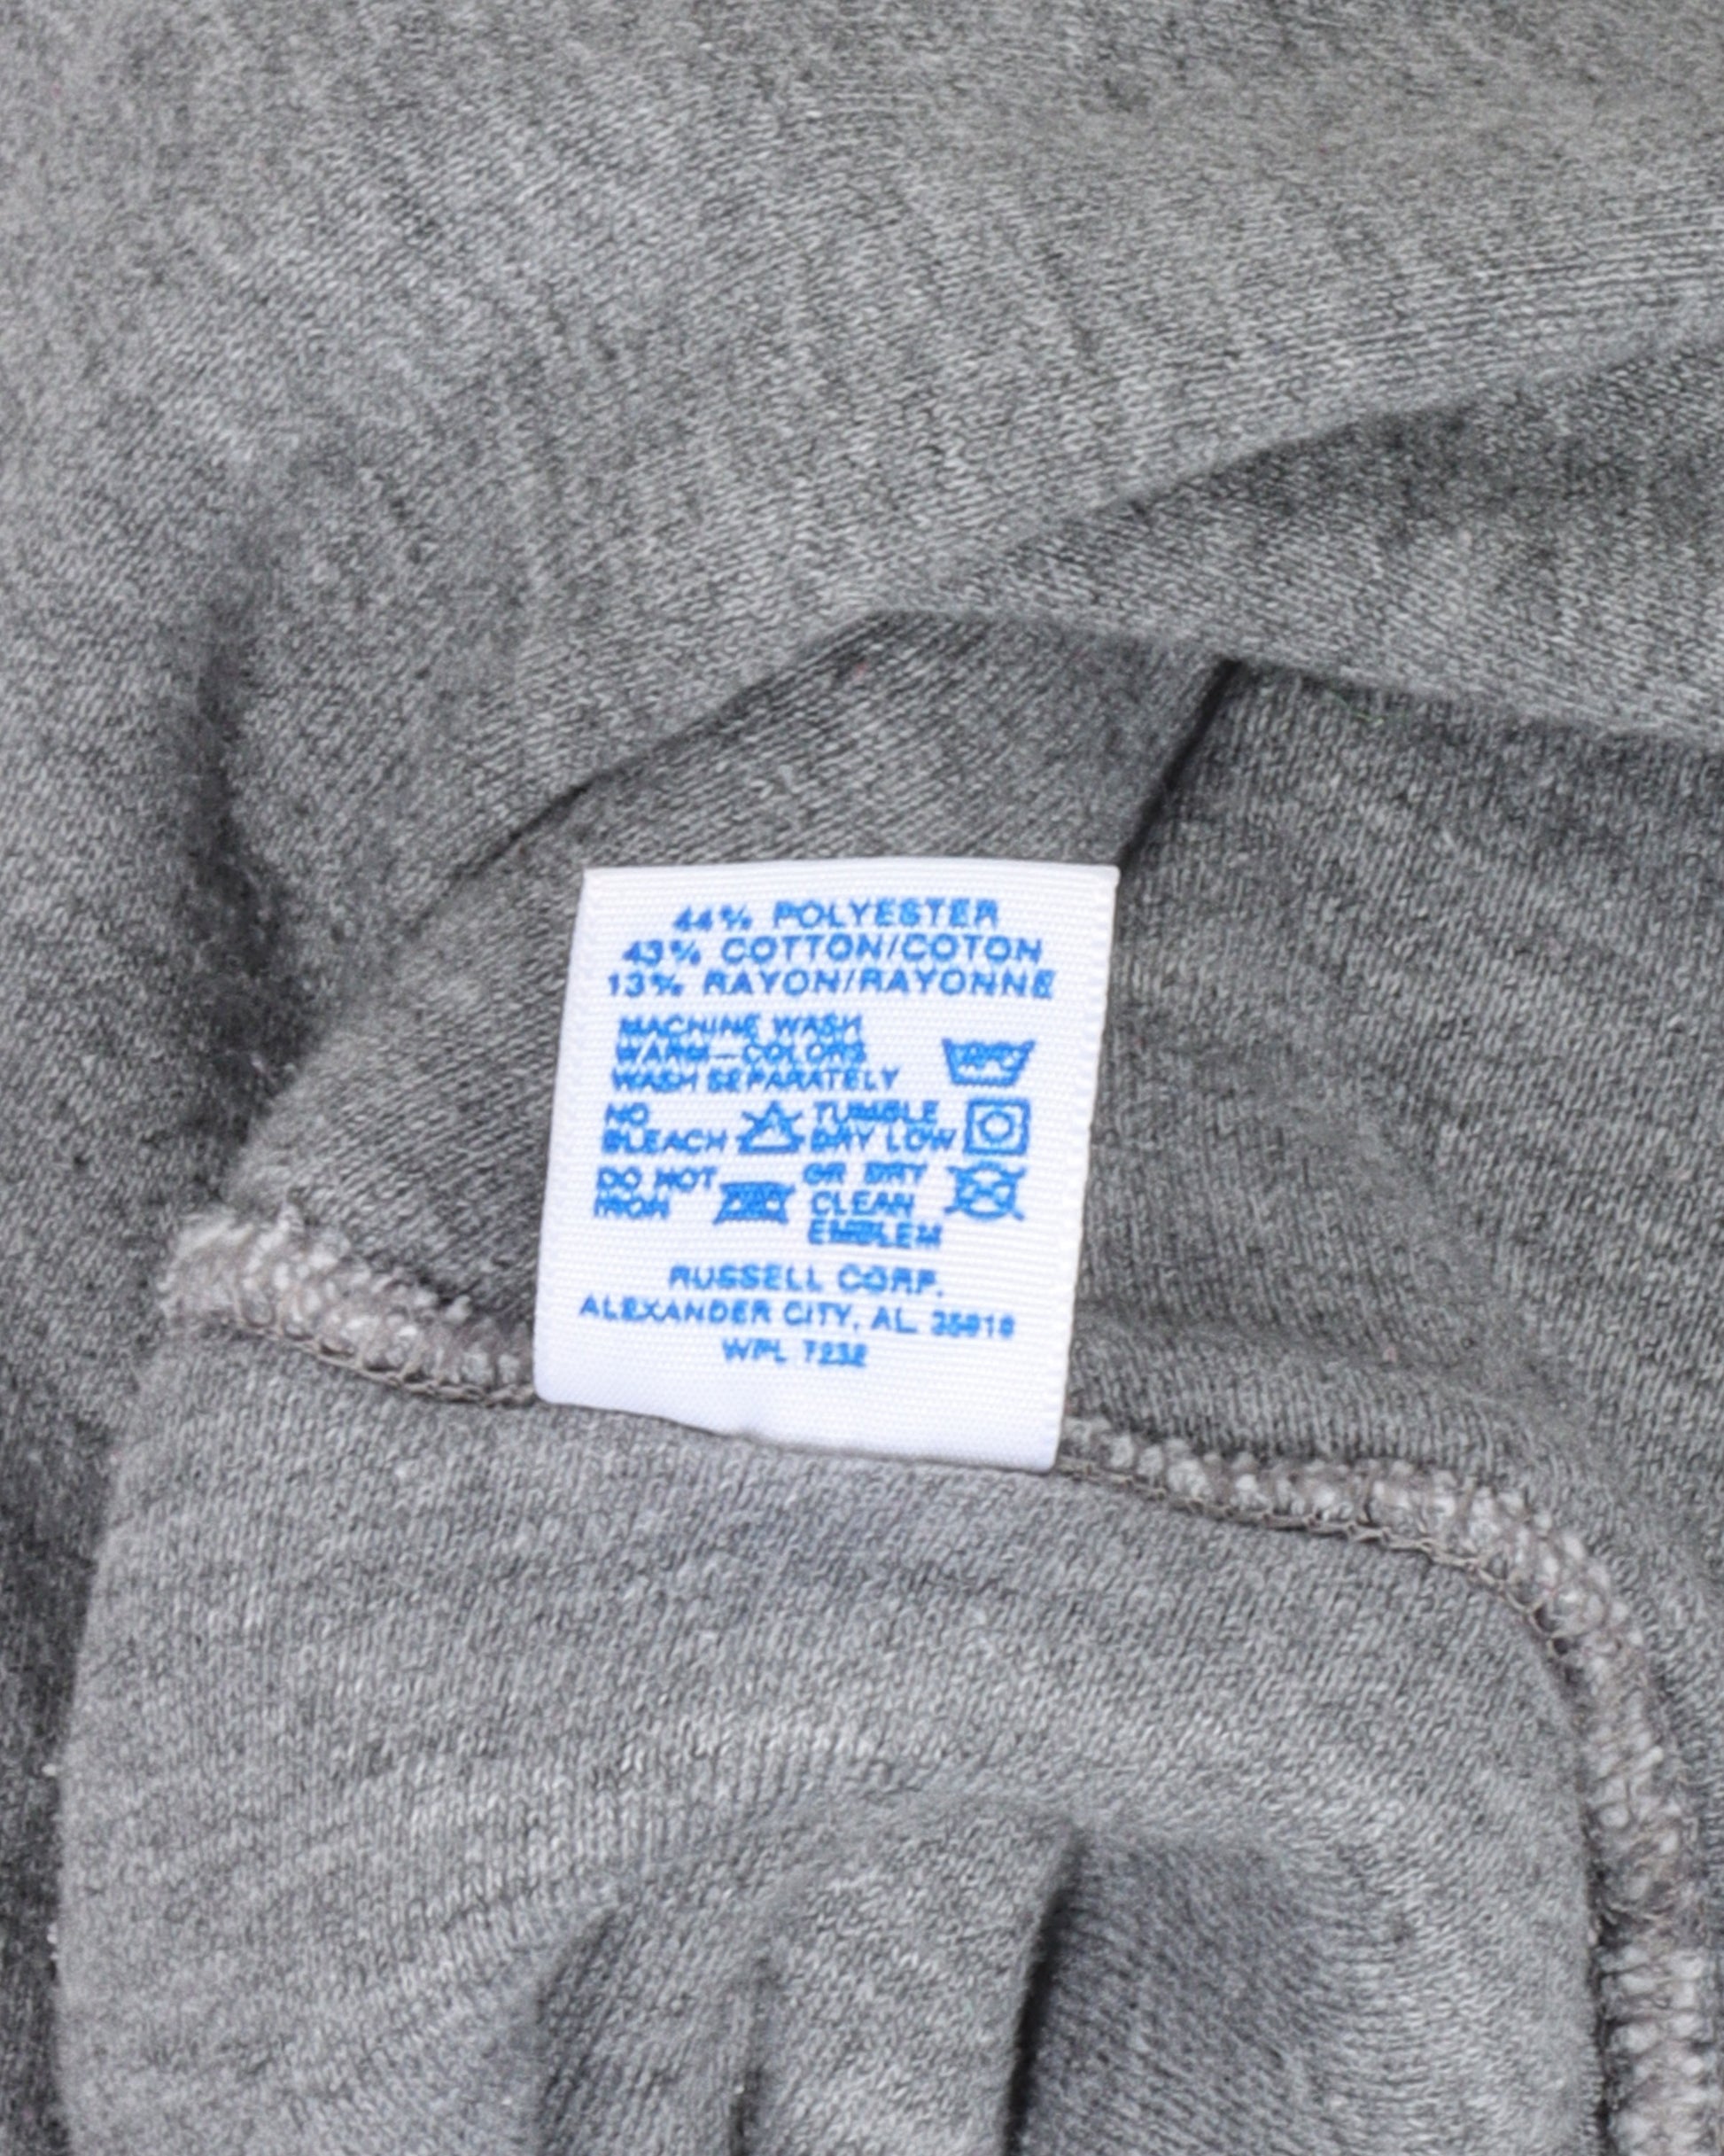 44% POLYESTER
43% COTTON/COTON
13% RAYON/RAYONNE
MACHINE WASH
WARM—COLORS
WASH SEPARATELY
NO
BLEACH
TUMBLE
DRY LOW
DO NOT
IRON
OR DRY
CLEAN
EMBLEM
RUSSELL CORP.
ALEXANDER CITY, AL 35010
WPL 7232